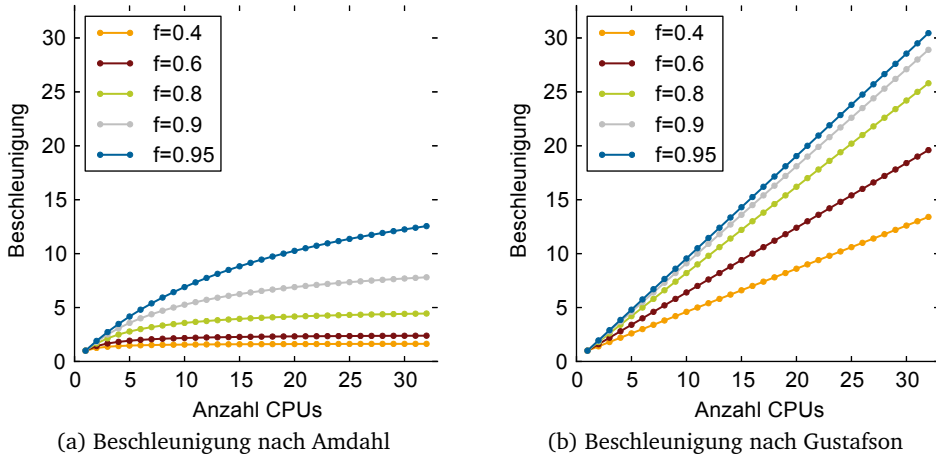 f=0.4
f=0.6
f=0.8
f=0.9
f=0.95
Beschleunigung
30
25
20
15
10
5
0
0 5 10 15 20 25 30
Anzahl CPUs
(a) Beschleunigung nach Amdahl
f=0.4
f=0.6
f=0.8
f=0.9
f=0.95
Beschleunigung
30
25
20
15
10
5
0
0 5 10 15 20 25 30
Anzahl CPUs
(b) Beschleunigung nach Gustafson